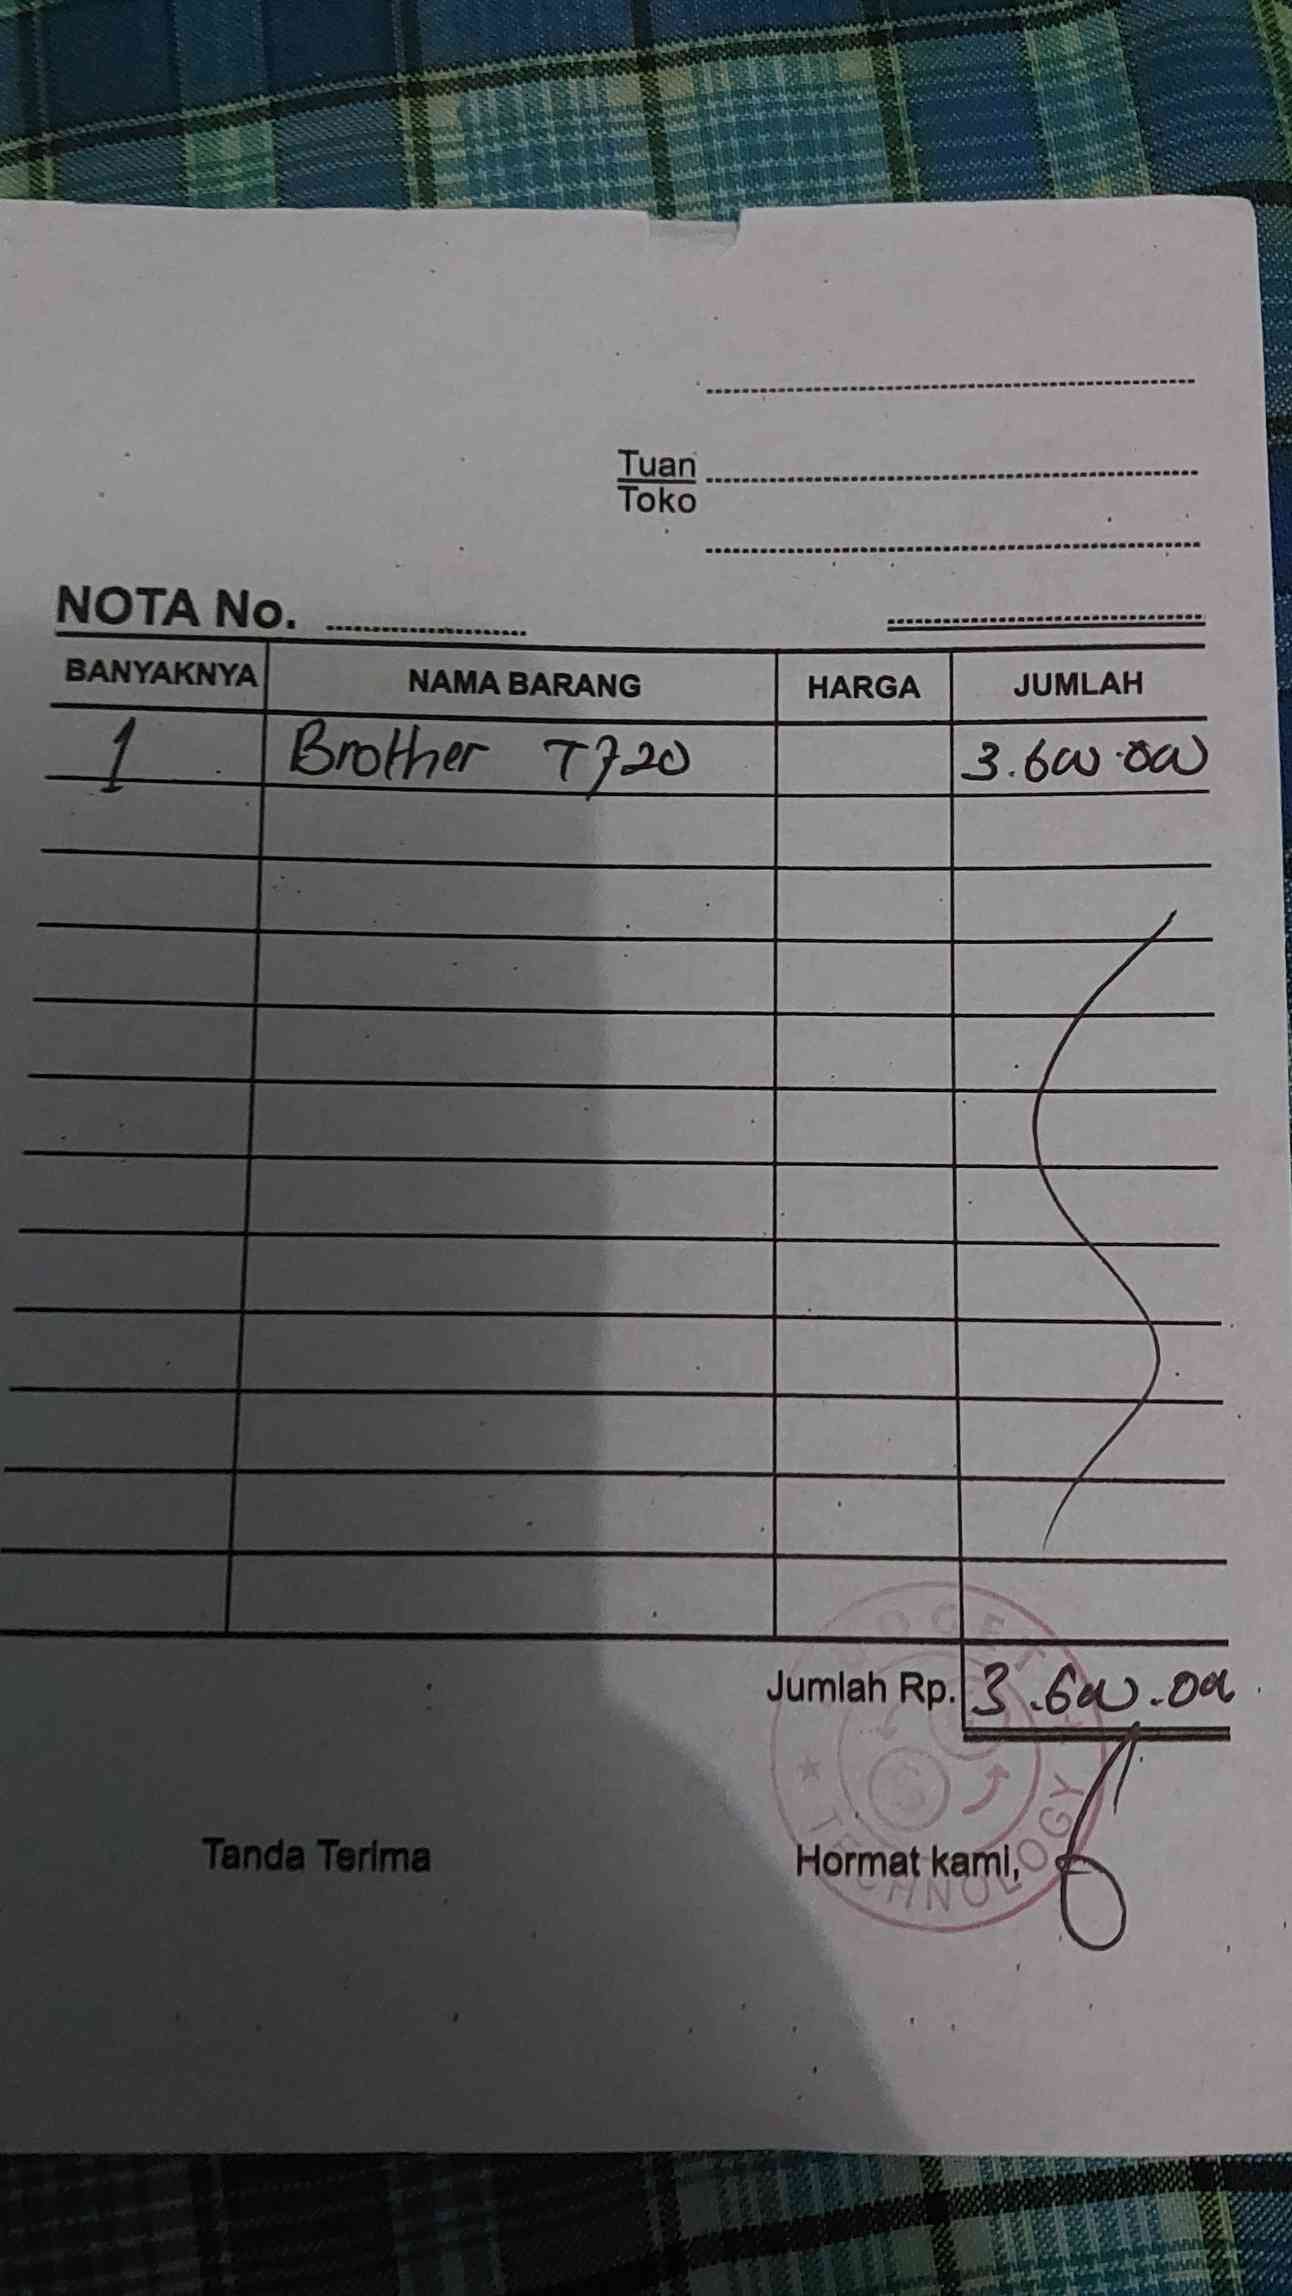 Tuan
Toko
NOTA No.
BANYAKNYA NAMA BARANG HARGA JUMLAH
1 Brother T720 3.600.000
Jumlah Rp. 3.600.000
Tanda Terima Hormat kami,
TECHNOLOGY